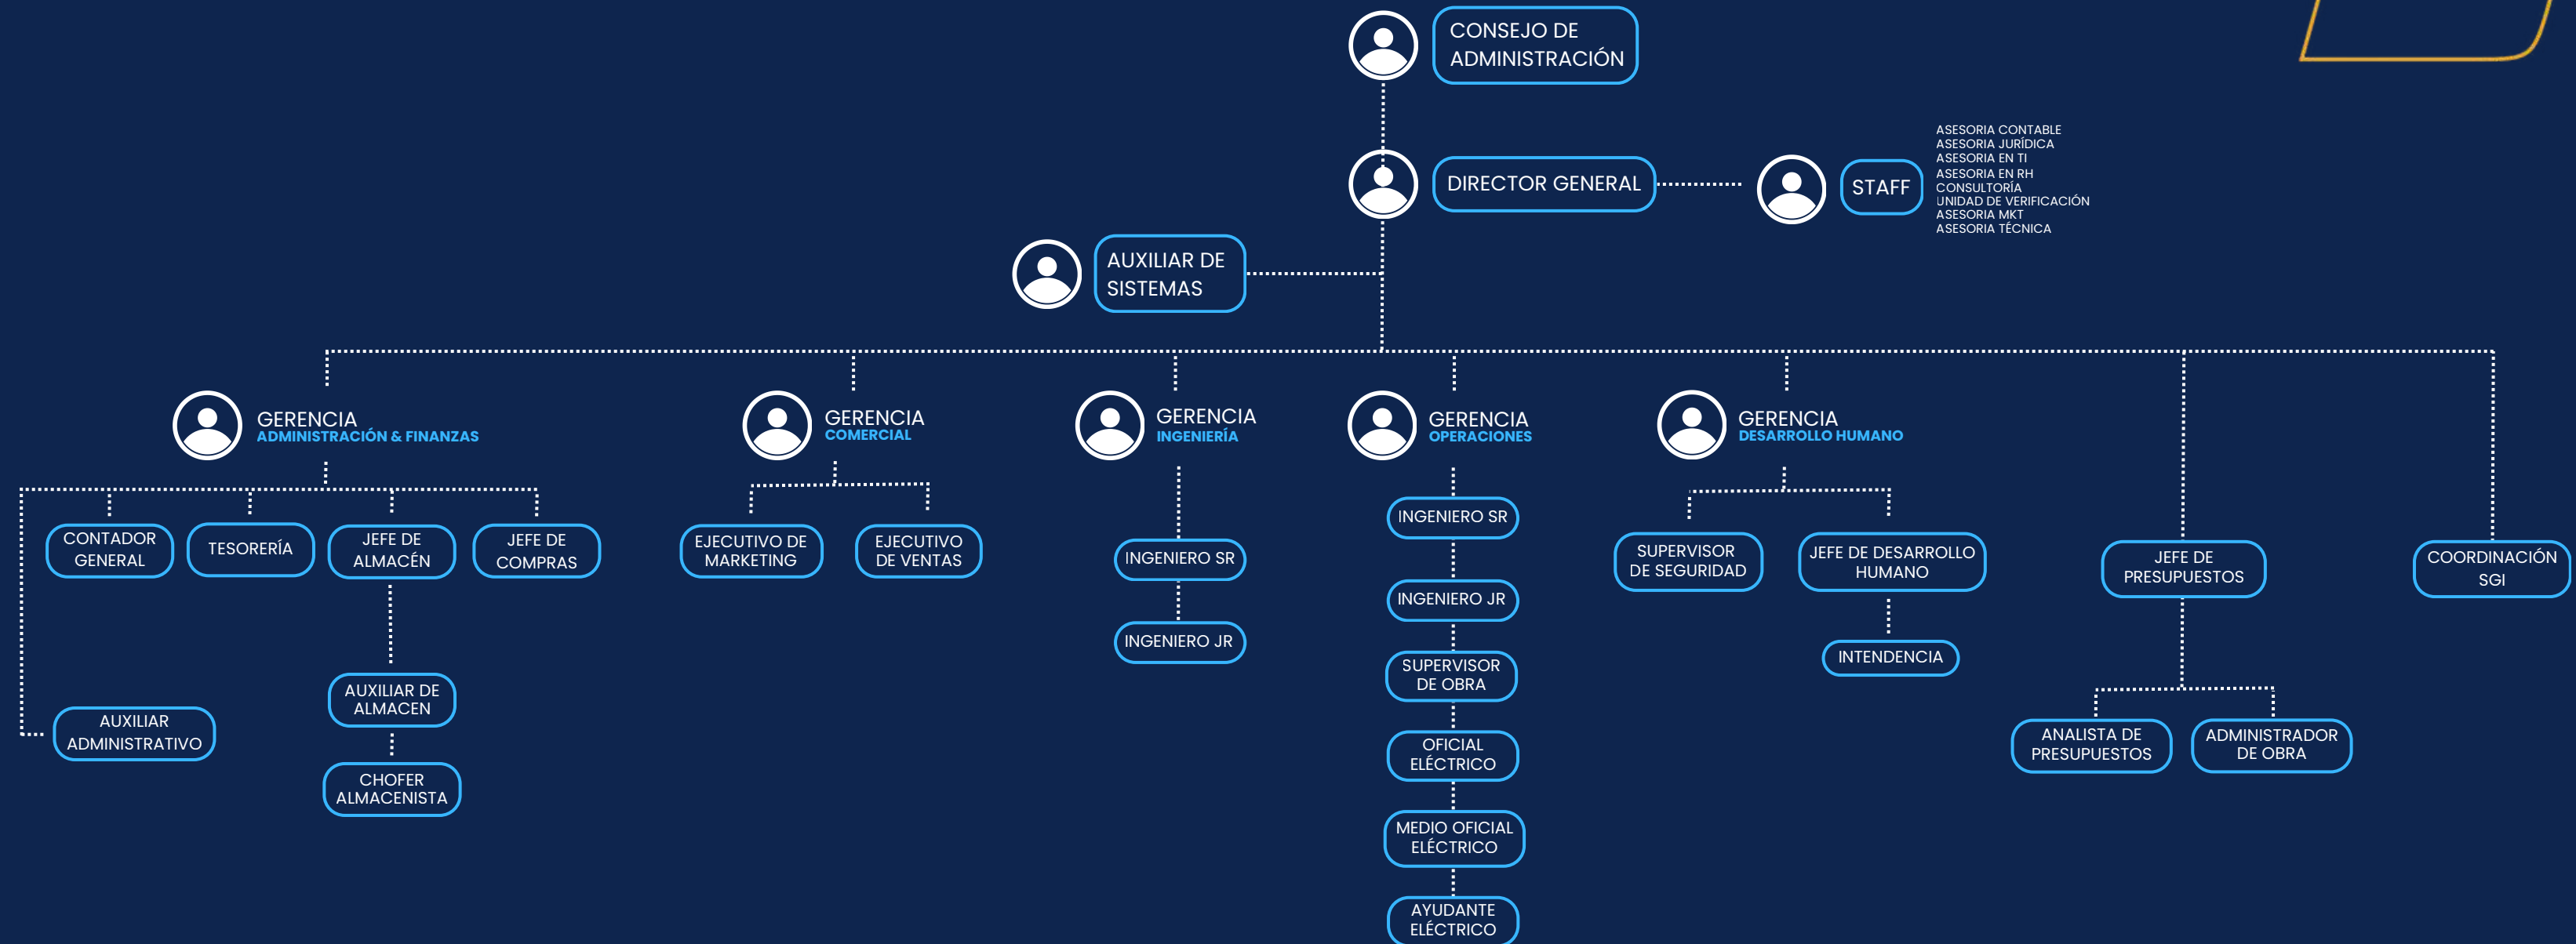 CONSEJO DE
ADMINISTRACIÓN
DIRECTOR GENERAL
STAFF
ASESORIA CONTABLE
ASESORIA JURÍDICA
ASESORIA EN TI
ASESORIA EN RH
CONSULTORÍA
UNIDAD DE VERIFICACIÓN
ASESORIA MKT
ASESORIA TÉCNICA
AUXILIAR DE
SISTEMAS
GERENCIA
ADMINISTRACIÓN & FINANZAS
GERENCIA
COMERCIAL
GERENCIA
INGENIERÍA
GERENCIA
OPERACIONES
GERENCIA
DESARROLLO HUMANO
CONTADOR
GENERAL
TESORERÍA
JEFE DE
ALMACÉN
JEFE DE
COMPRAS
AUXILIAR
ADMINISTRATIVO
AUXILIAR DE
ALMACEN
CHOFER
ALMACENISTA
EJECUTIVO DE
MARKETING
EJECUTIVO
DE VENTAS
INGENIERO SR
INGENIERO JR
INGENIERO SR
INGENIERO JR
SUPERVISOR
DE OBRA
OFICIAL
ELÉCTRICO
MEDIO OFICIAL
ELÉCTRICO
AYUDANTE
ELÉCTRICO
SUPERVISOR
DE SEGURIDAD
JEFE DE DESARROLLO
HUMANO
INTENDENCIA
JEFE DE
PRESUPUESTOS
ANALISTA DE
PRESUPUESTOS
ADMINISTRADOR
DE OBRA
COORDINACIÓN
SGI